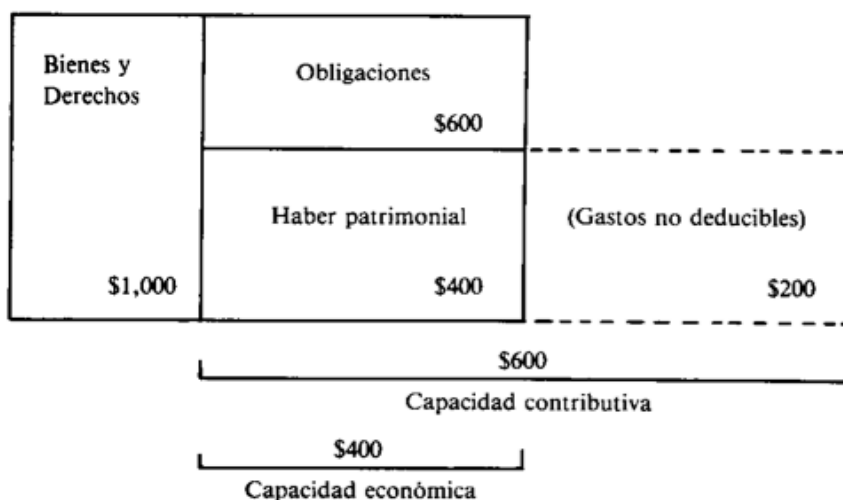 Bienes y
Derechos
$1,000
Obligaciones
$600
Haber patrimonial
$400
(Gastos no deducibles)
$200
$600
Capacidad contributiva
$400
Capacidad económica